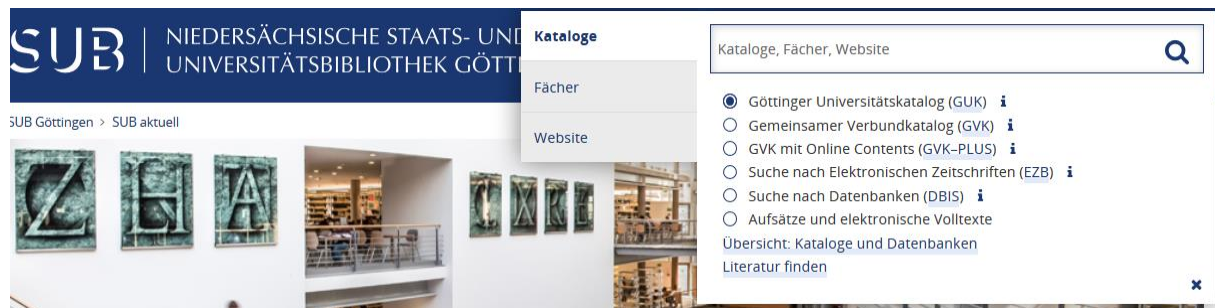 SUB
NIEDERSÄCHSISCHE STAATS- UND
UNIVERSITÄTSBIBLIOTHEK GÖTTI
SUB Göttingen > SUB aktuell
Kataloge
Fächer
Website
Kataloge, Fächer, Website
Göttinger Universitätskatalog (GUK) i
Gemeinsamer Verbundkatalog (GVK) i
GVK mit Online Contents (GVK–PLUS) i
Suche nach Elektronischen Zeitschriften (EZB) i
Suche nach Datenbanken (DBIS) i
Aufsätze und elektronische Volltexte
Übersicht: Kataloge und Datenbanken
Literatur finden
Z H A I X R E